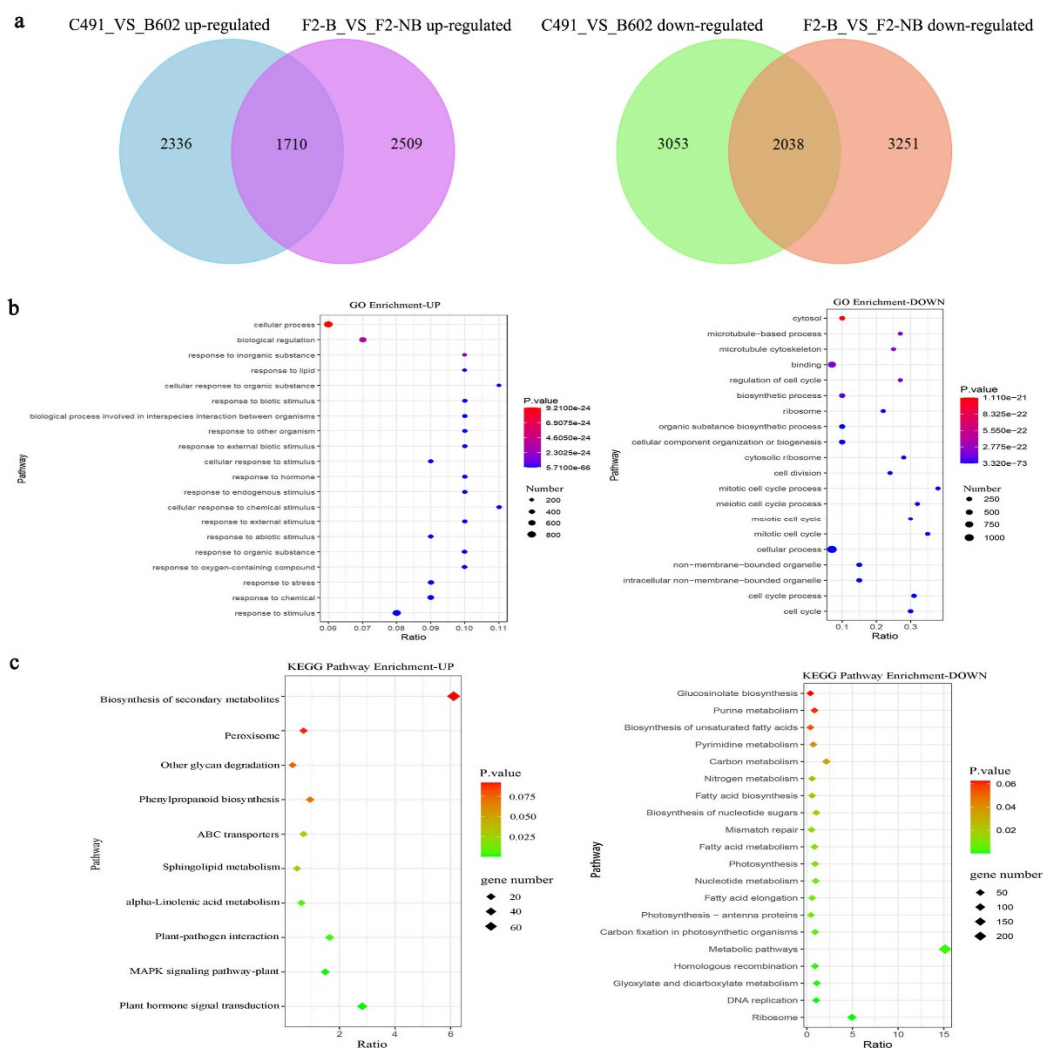 a
C491_VS_B602 up-regulated
F2-B_VS_F2-NB up-regulated
2336
1710
2509
C491_VS_B602 down-regulated
F2-B_VS_F2-NB down-regulated
3053
2038
3251
b
GO Enrichment-UP
Pathway
cellular process
biological regulation
response to inorganic substance
response to lipid
cellular response to organic substance
response to biotic stimulus
biological process involved in interspecies interaction between organisms
response to other organism
response to external biotic stimulus
cellular response to stimulus
response to hormone
response to endogenous stimulus
cellular response to chemical stimulus
response to external stimulus
response to abiotic stimulus
response to organic substance
response to oxygen-containing compound
response to stress
response to chemical
response to stimulus
0.06 0.07 0.08 0.09 0.10 0.11
Ratio
P.value
9.2100e-24
6.9075e-24
4.6050e-24
2.3025e-24
5.7100e-66
Number
200
400
600
800
GO Enrichment-DOWN
Pathway
cytosol
microtubule-based process
microtubule cytoskeleton
binding
regulation of cell cycle
biosynthetic process
ribosome
organic substance biosynthetic process
cellular component organization or biogenesis
cytosolic ribosome
cell division
mitotic cell cycle process
meiotic cell cycle process
meiotic cell cycle
mitotic cell cycle
cellular process
non-membrane-bounded organelle
intracellular non-membrane-bounded organelle
cell cycle process
cell cycle
0.1 0.2 0.3
Ratio
P.value
1.110e-21
8.325e-22
5.550e-22
2.775e-22
3.320e-73
Number
250
500
750
1000
c
KEGG Pathway Enrichment-UP
Pathway
Biosynthesis of secondary metabolites
Peroxisome
Other glycan degradation
Phenylpropanoid biosynthesis
ABC transporters
Sphingolipid metabolism
alpha-Linolenic acid metabolism
Plant-pathogen interaction
MAPK signaling pathway-plant
Plant hormone signal transduction
2 4 6
Ratio
P.value
0.075
0.050
0.025
gene number
20
40
60
KEGG Pathway Enrichment-DOWN
Pathway
Glucosinolate biosynthesis
Purine metabolism
Biosynthesis of unsaturated fatty acids
Pyrimidine metabolism
Carbon metabolism
Nitrogen metabolism
Fatty acid biosynthesis
Biosynthesis of nucleotide sugars
Mismatch repair
Fatty acid metabolism
Photosynthesis
Nucleotide metabolism
Fatty acid elongation
Photosynthesis - antenna proteins
Carbon fixation in photosynthetic organisms
Metabolic pathways
Homologous recombination
Glyoxylate and dicarboxylate metabolism
DNA replication
Ribosome
0 5 10 15
Ratio
P.value
0.06
0.04
0.02
gene number
50
100
150
200